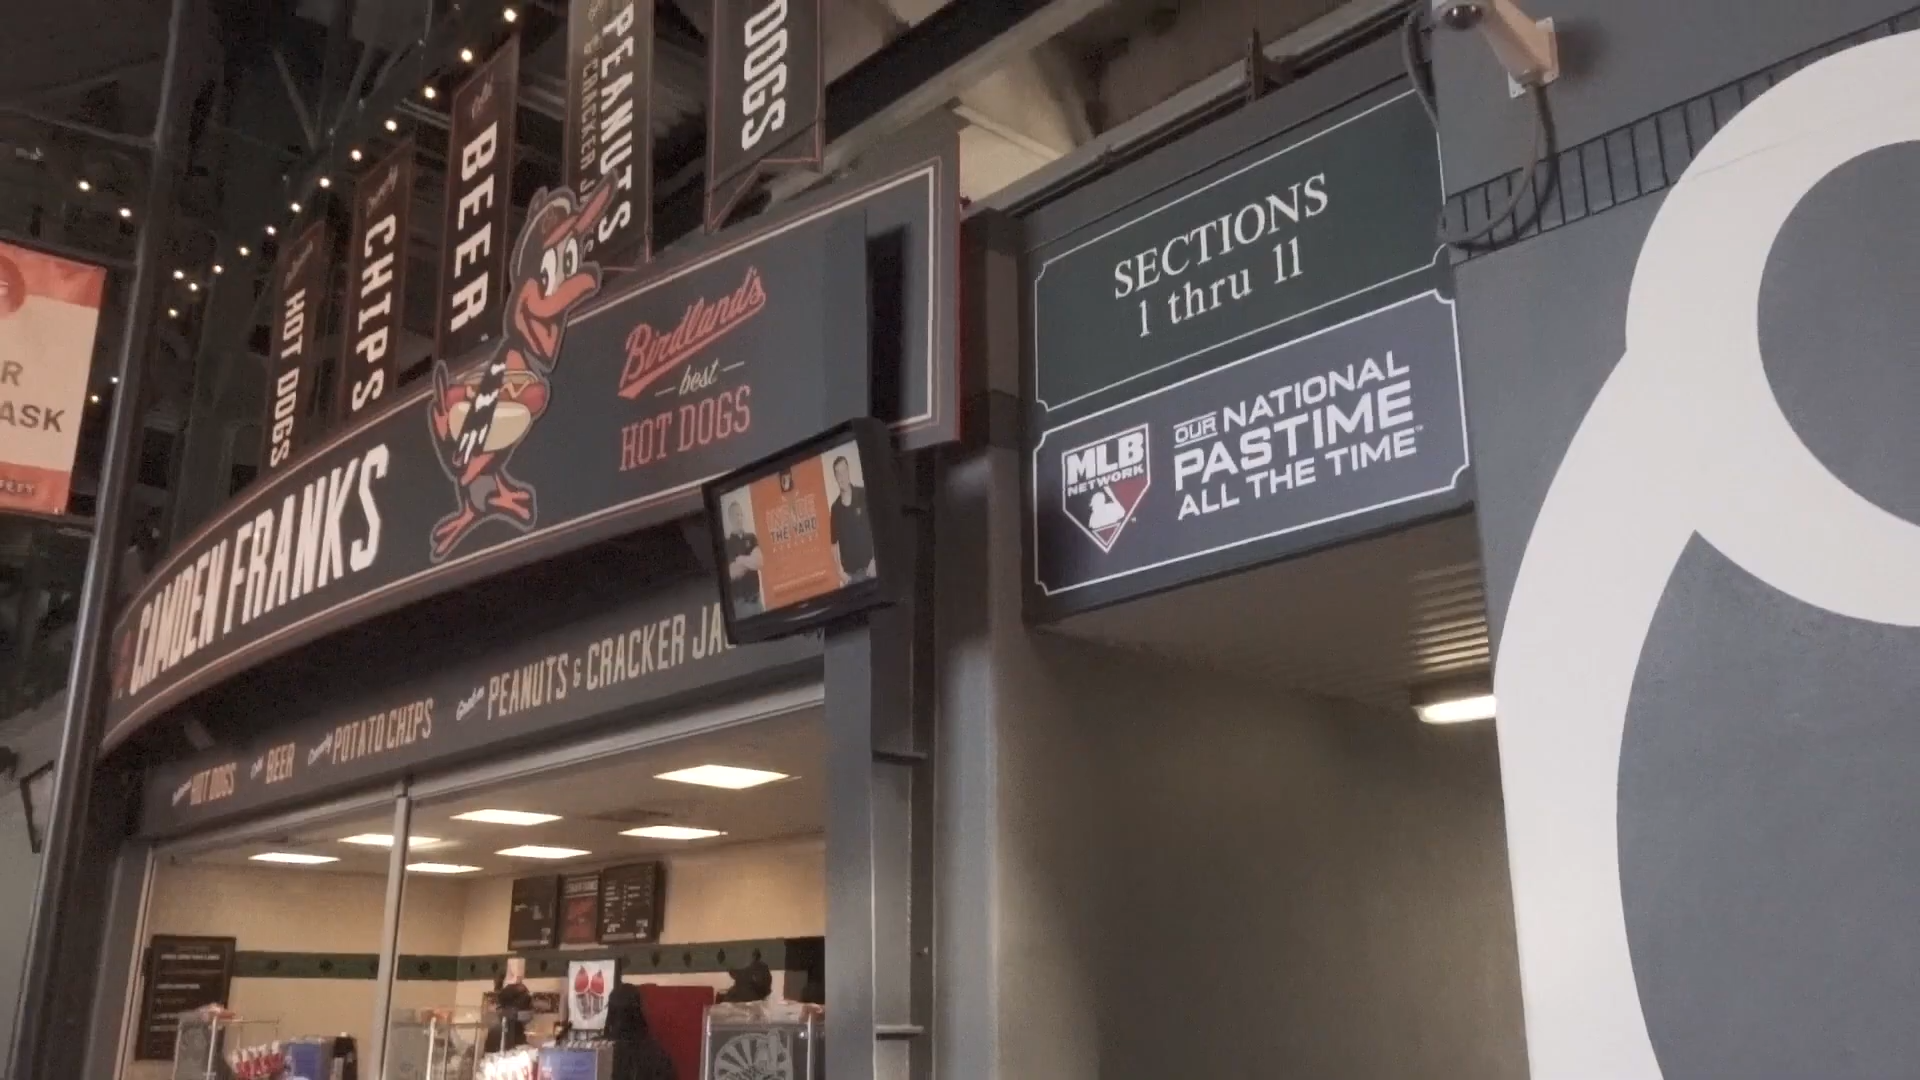 DOGS
PEANUTS
& CRACKER JA S
BEER
CHIPS
HOT DOGS
R
ASK
Birdland's
best
HOT DOGS
CAMDEN FRANKS
SECTIONS
1 thru 11
MLB
NETWORK
OUR NATIONAL
PASTIME
ALL THE TIME™
INSIDE
THE YARD
HOT DOGS
BEER
POTATO CHIPS
PEANUTS & CRACKER JA